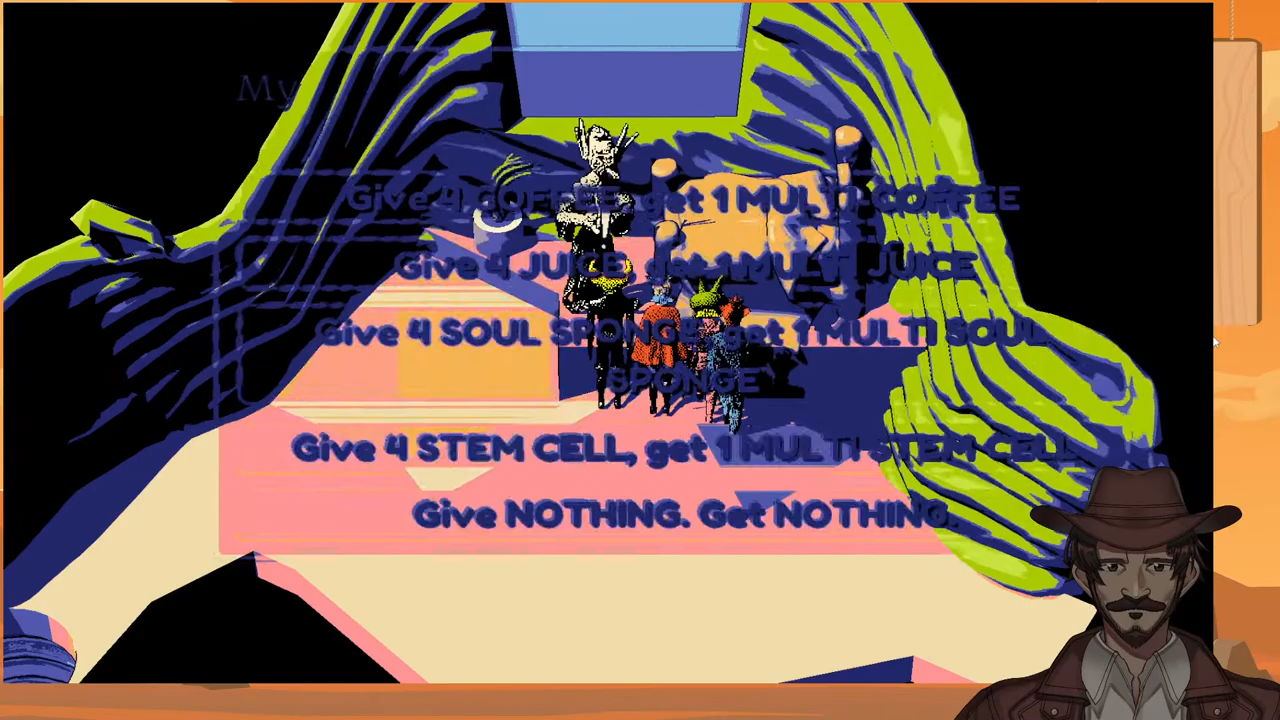 My
Give 4 COFFEE, get 1 MULTI-COFFEE
Give 4 JUICE, get 1 MULTI JUICE
Give 4 SOUL SPONGE, get 1 MULTI SOUL
SPONGE
Give 4 STEM CELL, get 1 MULTI-STEM CELL
Give NOTHING. Get NOTHING.